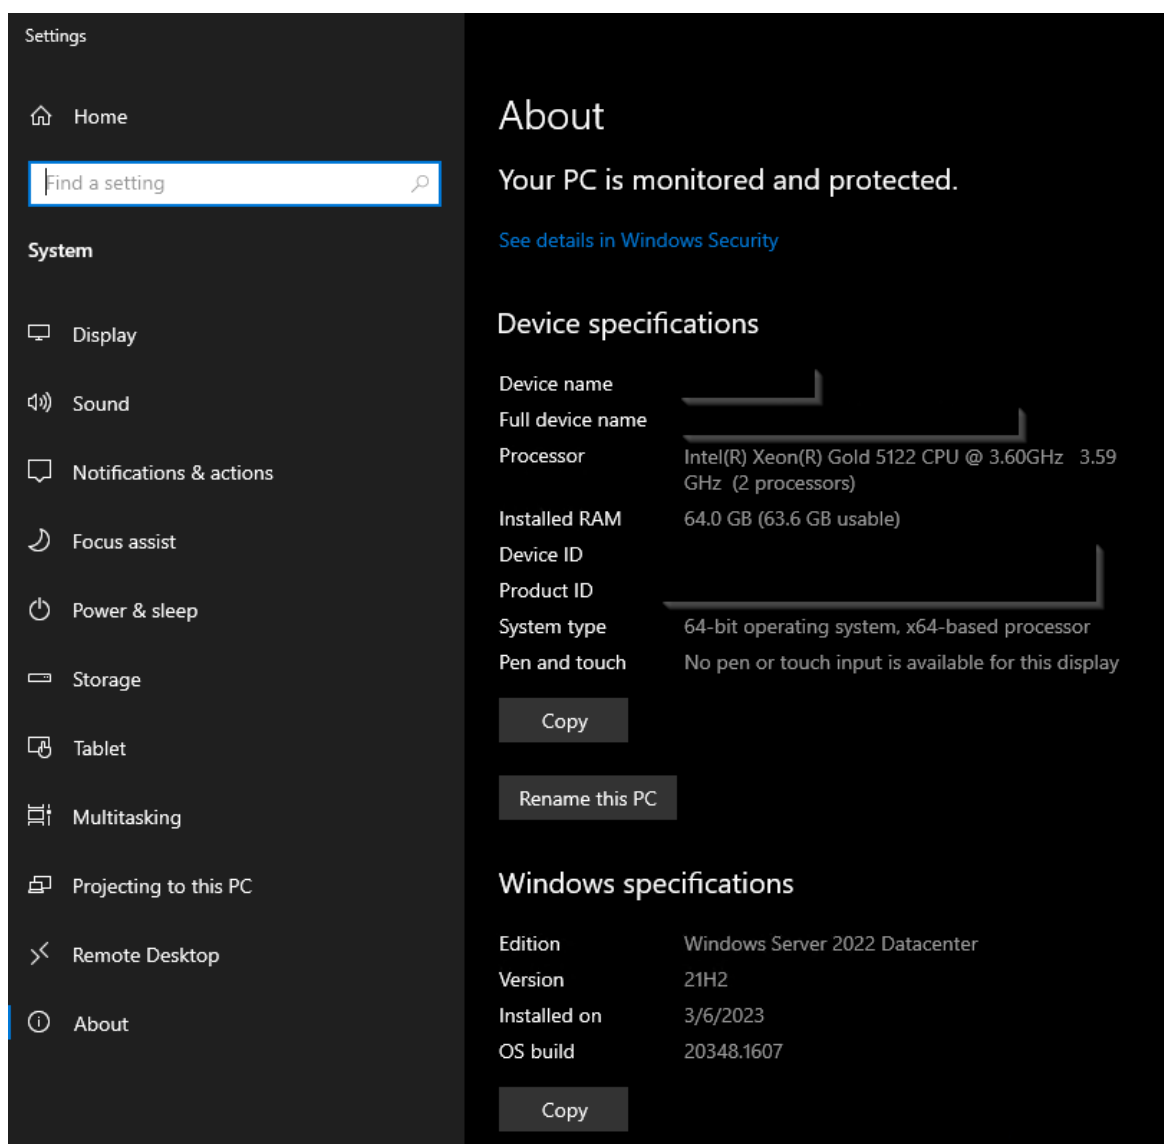 Settings
Home
Find a setting
System
Display
Sound
Notifications & actions
Focus assist
Power & sleep
Storage
Tablet
Multitasking
Projecting to this PC
Remote Desktop
About
About
Your PC is monitored and protected.
See details in Windows Security
Device specifications
Device name
Full device name
Processor Intel(R) Xeon(R) Gold 5122 CPU @ 3.60GHz 3.59
GHz (2 processors)
Installed RAM 64.0 GB (63.6 GB usable)
Device ID
Product ID
System type 64-bit operating system, x64-based processor
Pen and touch No pen or touch input is available for this display
Copy
Rename this PC
Windows specifications
Edition Windows Server 2022 Datacenter
Version 21H2
Installed on 3/6/2023
OS build 20348.1607
Copy